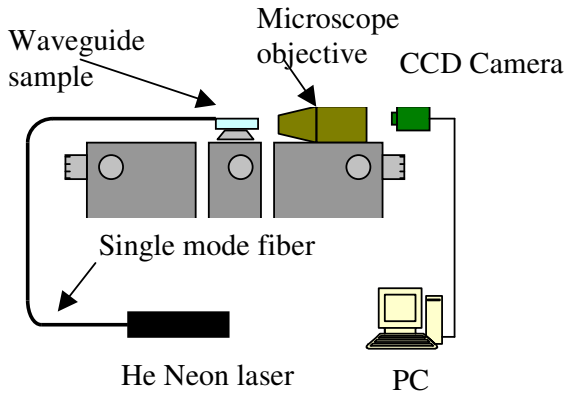 Waveguide
sample
Microscope
objective
CCD Camera
Single mode fiber
He Neon laser
PC